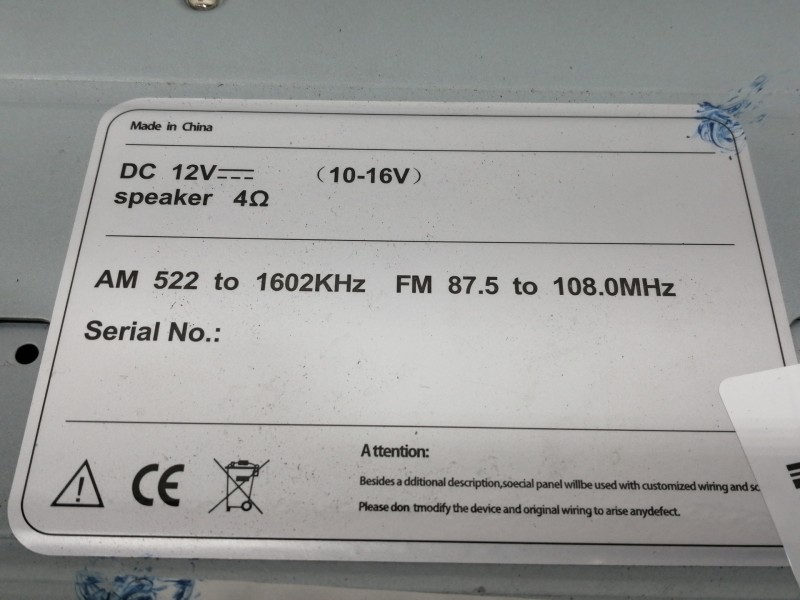 Made in China
DC 12V⎓ （10-16V）
speaker 4Ω
AM 522 to 1602KHz FM 87.5 to 108.0MHz
Serial No.:
Attention:
Besides a dditional description,soecial panel willbe used with customized wiring and
Please don tmodify the device and original wiring to arise anydefect.
CE